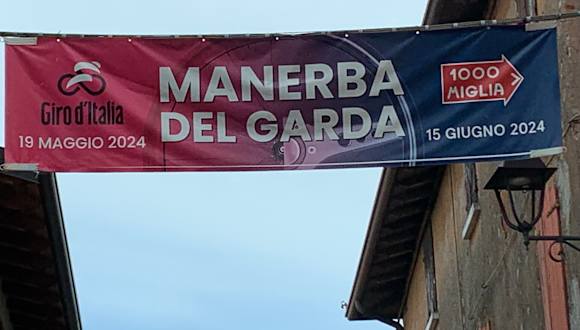 Giro d'Italia
19 MAGGIO 2024
MANERBA
DEL GARDA
1000
MIGLIA
15 GIUGNO 2024